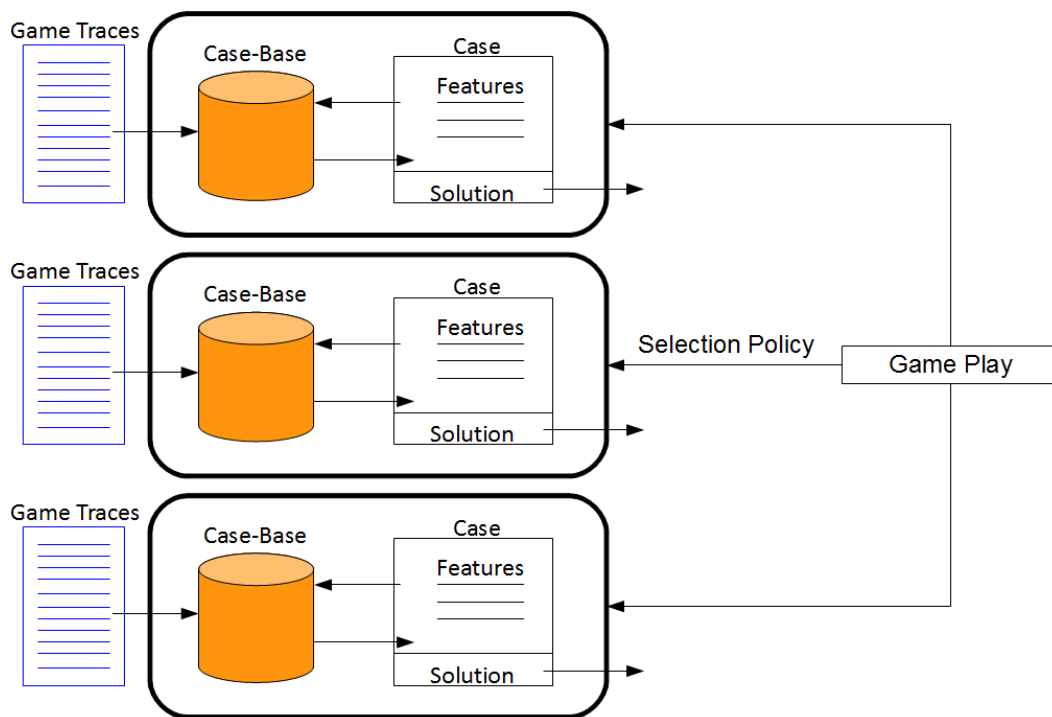 Game Traces
Case-Base
Case
Features
Solution
Game Traces
Case-Base
Case
Features
Solution
Selection Policy
Game Play
Game Traces
Case-Base
Case
Features
Solution